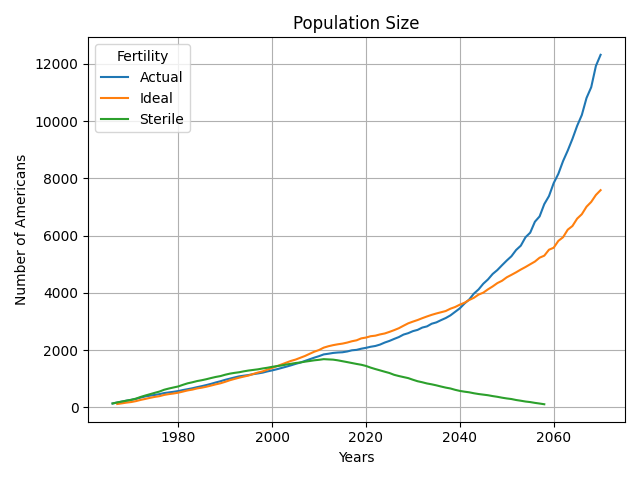 Population Size
Fertility
Actual
Ideal
Sterile
Number of Americans
12000
10000
8000
6000
4000
2000
0
1980 2000 2020 2040 2060
Years